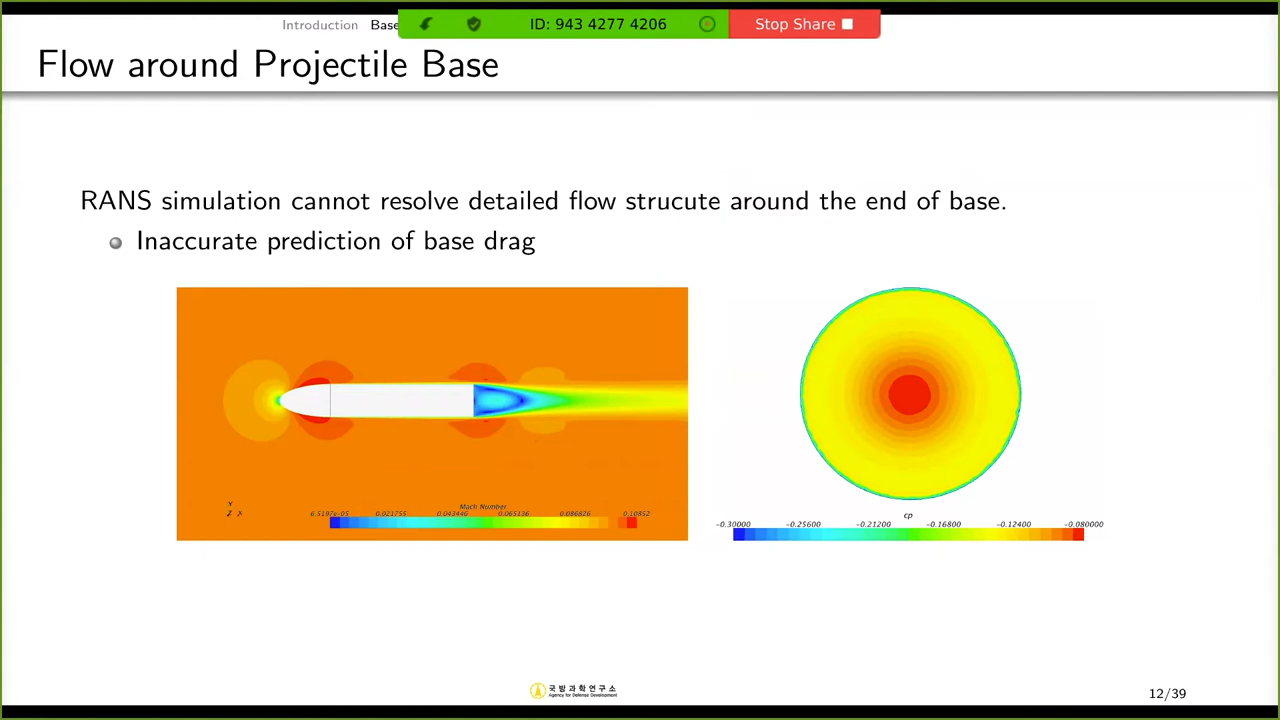 Introduction Base
ID: 943 4277 4206
Stop Share
Flow around Projectile Base
RANS simulation cannot resolve detailed flow strucute around the end of base.
Inaccurate prediction of base drag
Y
Z X
Mach Number
6.5197e-05 0.021755 0.043446 0.065136 0.086826 0.10852
cp
-0.30000 -0.25600 -0.21200 -0.16800 -0.12400 -0.080000
국방과학연구소
Agency for Defense Development
12/39